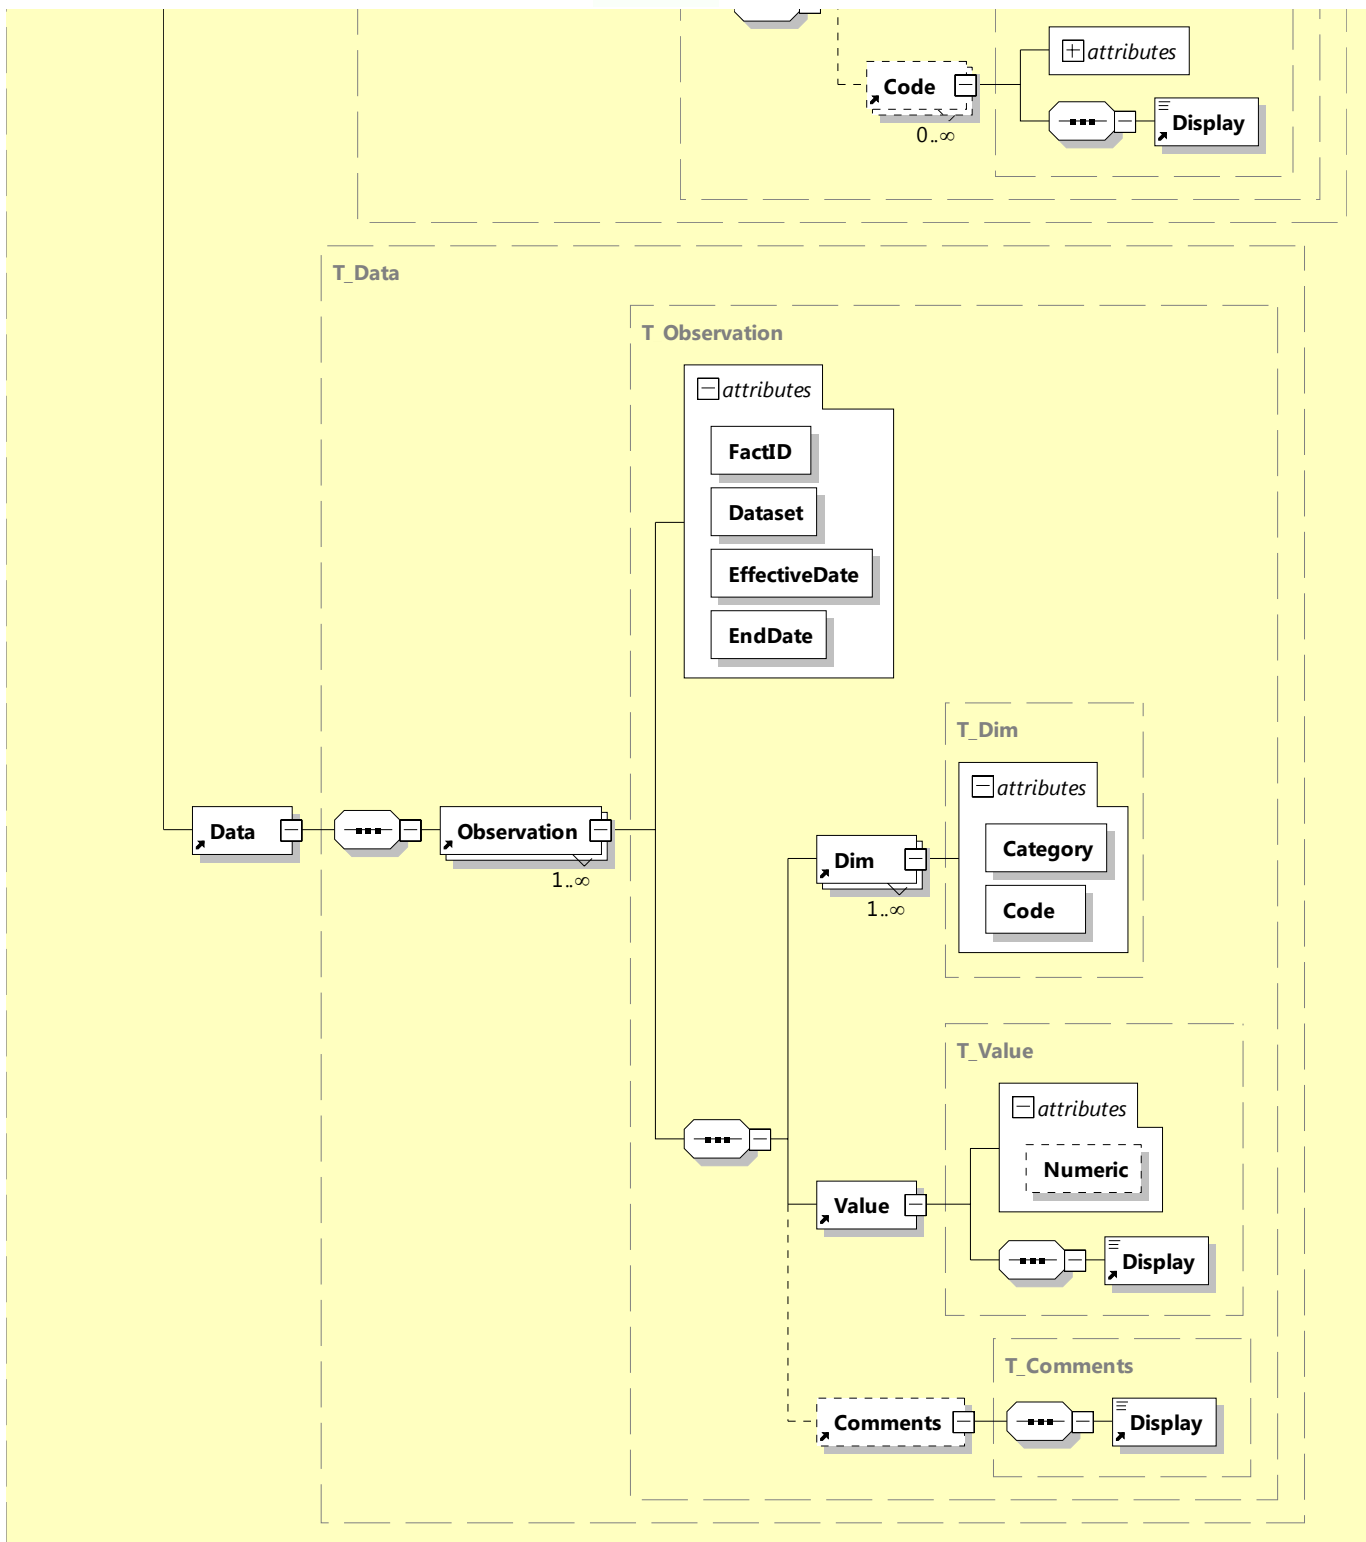 attributes
Code
0..∞
Display
T_Data
T Observation
attributes
FactID
Dataset
EffectiveDate
EndDate
T_Dim
attributes
Category
Code
Data
Observation
1..∞
Dim
1..∞
T_Value
attributes
Numeric
Value
Display
T_Comments
Comments
Display